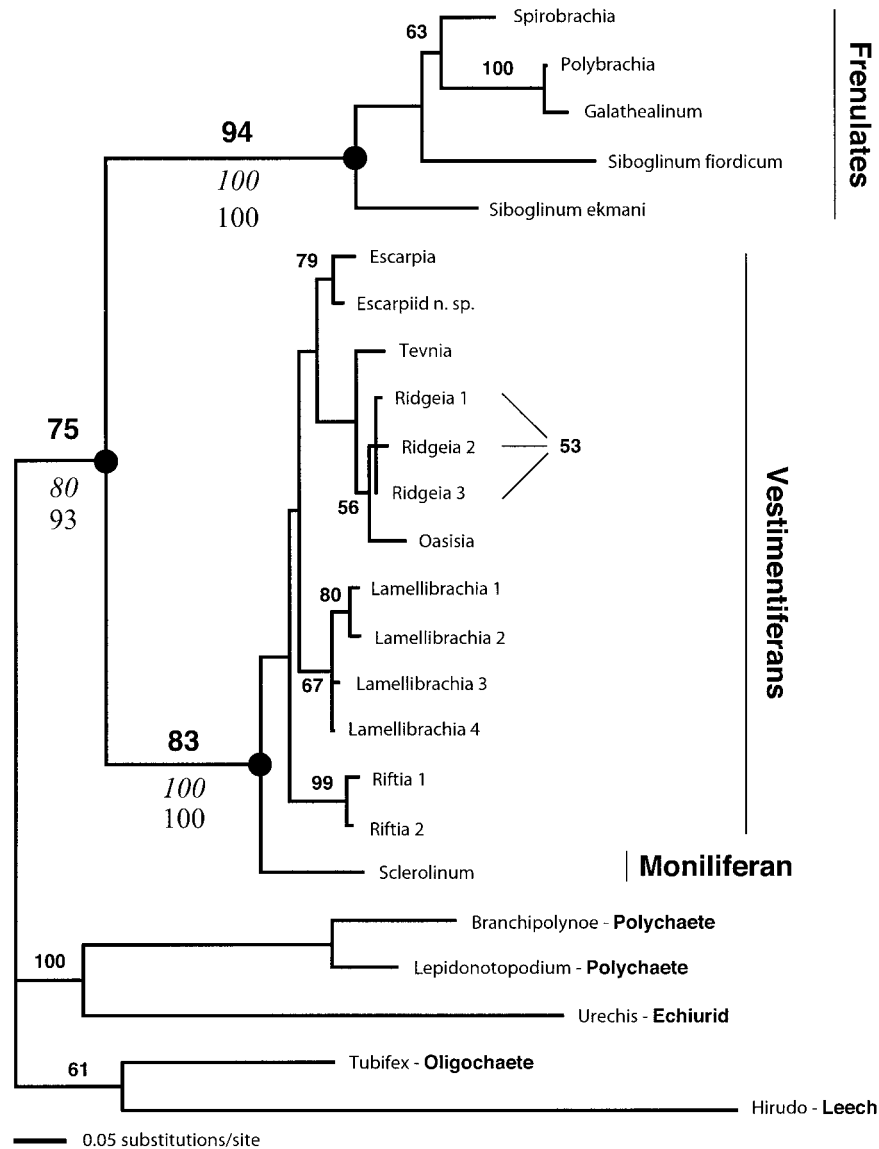 Spirobrachia
63
100
Polybrachia
Galathealinum
Frenulates
94
100
100
Siboglinum fiordicum
Siboglinum ekmani
79
Escarpia
Escarpiid n. sp.
Tevnia
Ridgeia 1
75
Ridgeia 2
53
80
93
Ridgeia 3
56
Oasisia
Vestimentiferans
80
Lamellibrachia 1
Lamellibrachia 2
67
Lamellibrachia 3
Lamellibrachia 4
83
100
100
99
Riftia 1
Riftia 2
Sclerolinum
Moniliferan
Branchipolynoe - Polychaete
100
Lepidonotopodium - Polychaete
Urechis - Echiurid
61
Tubifex - Oligochaete
Hirudo - Leech
0.05 substitutions/site